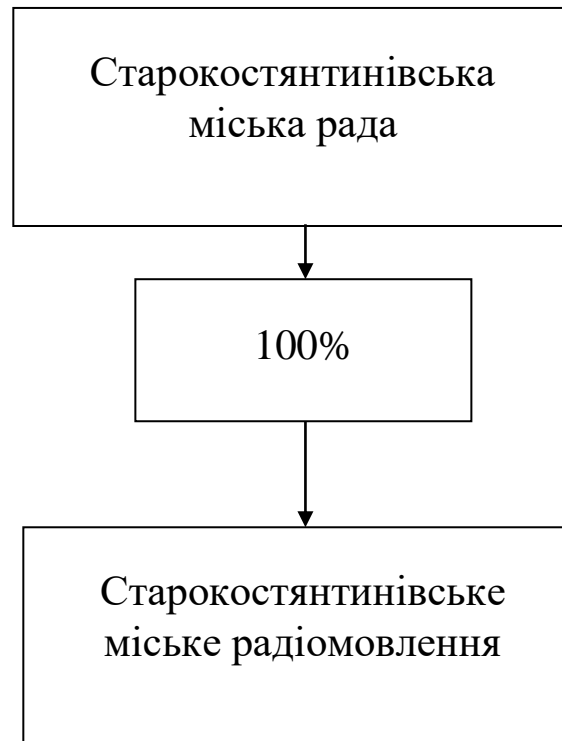 Старокостянтинівська
міська рада
100%
Старокостянтинівське
міське радіомовлення